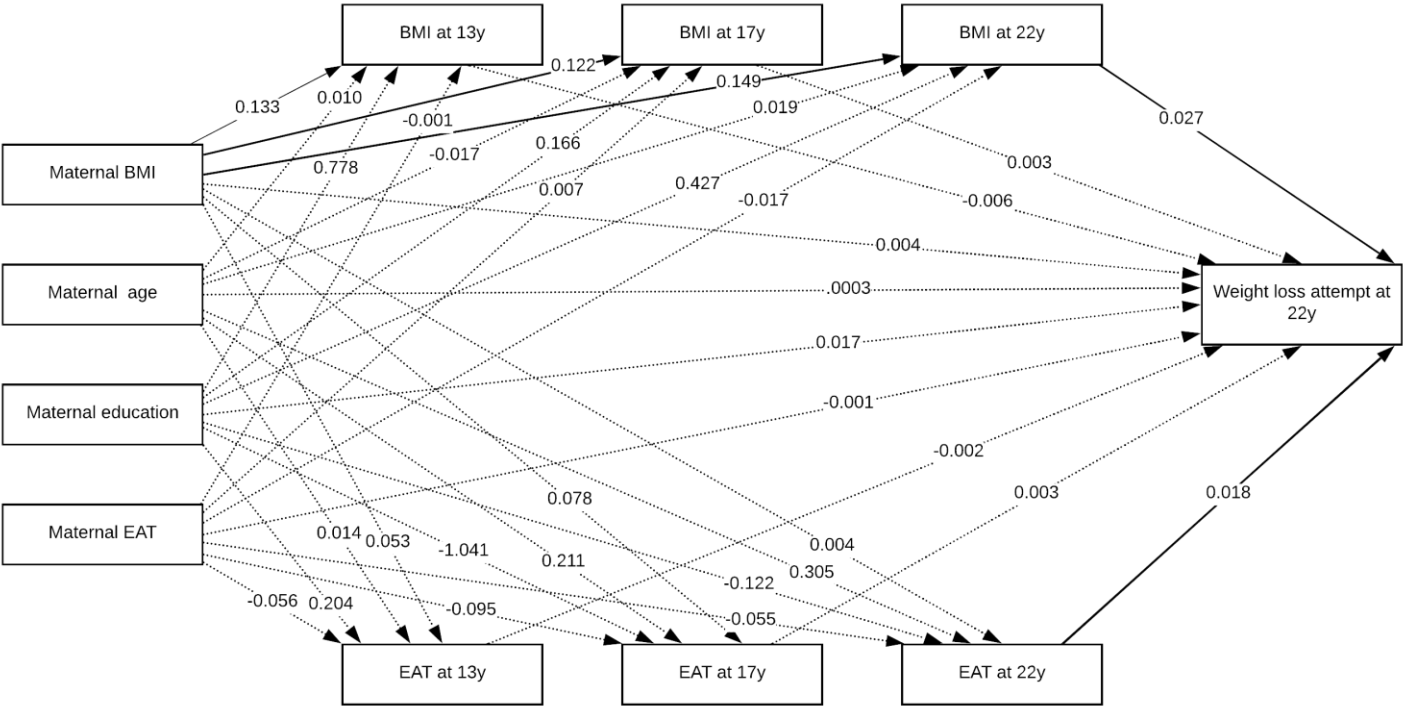 BMI at 13y
BMI at 17y
BMI at 22y
0.122
0.149
0.133
0.010
0.019
0.027
-0.001
-0.017
0.166
0.778
0.003
Maternal BMI
0.007
0.427
-0.017
-0.006
0.004
Maternal  age
.0003
Weight loss attempt at
22y
0.017
Maternal education
-0.001
-0.002
0.078
0.003
0.018
Maternal EAT
0.014
0.053
-1.041
0.211
0.004
0.305
-0.122
-0.056
0.204
-0.095
-0.055
EAT at 13y
EAT at 17y
EAT at 22y